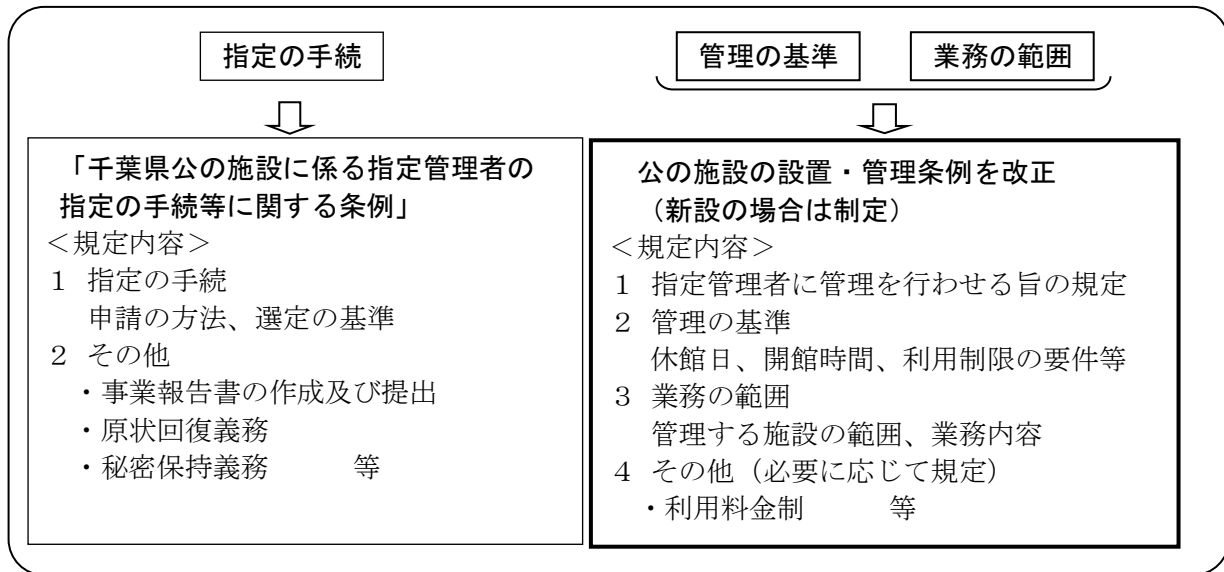 指定の手続
管理の基準
業務の範囲
「千葉県公の施設に係る指定管理者の
指定の手続等に関する条例」
＜規定内容＞
１ 指定の手続
申請の方法、選定の基準
２ その他
・事業報告書の作成及び提出
・原状回復義務
・秘密保持義務　　　等
公の施設の設置・管理条例を改正
（新設の場合は制定）
＜規定内容＞
１ 指定管理者に管理を行わせる旨の規定
２ 管理の基準
休館日、開館時間、利用制限の要件等
３ 業務の範囲
管理する施設の範囲、業務内容
４ その他（必要に応じて規定）
・利用料金制　　　等